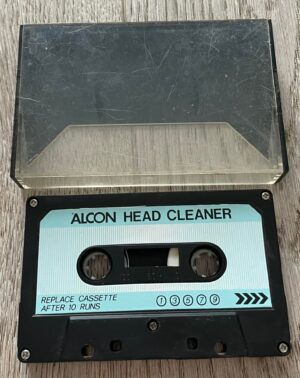 ALCON HEAD CLEANER
REPLACE CASSETTE
AFTER 10 RUNS
① ③ ⑤ ⑦ ⑨